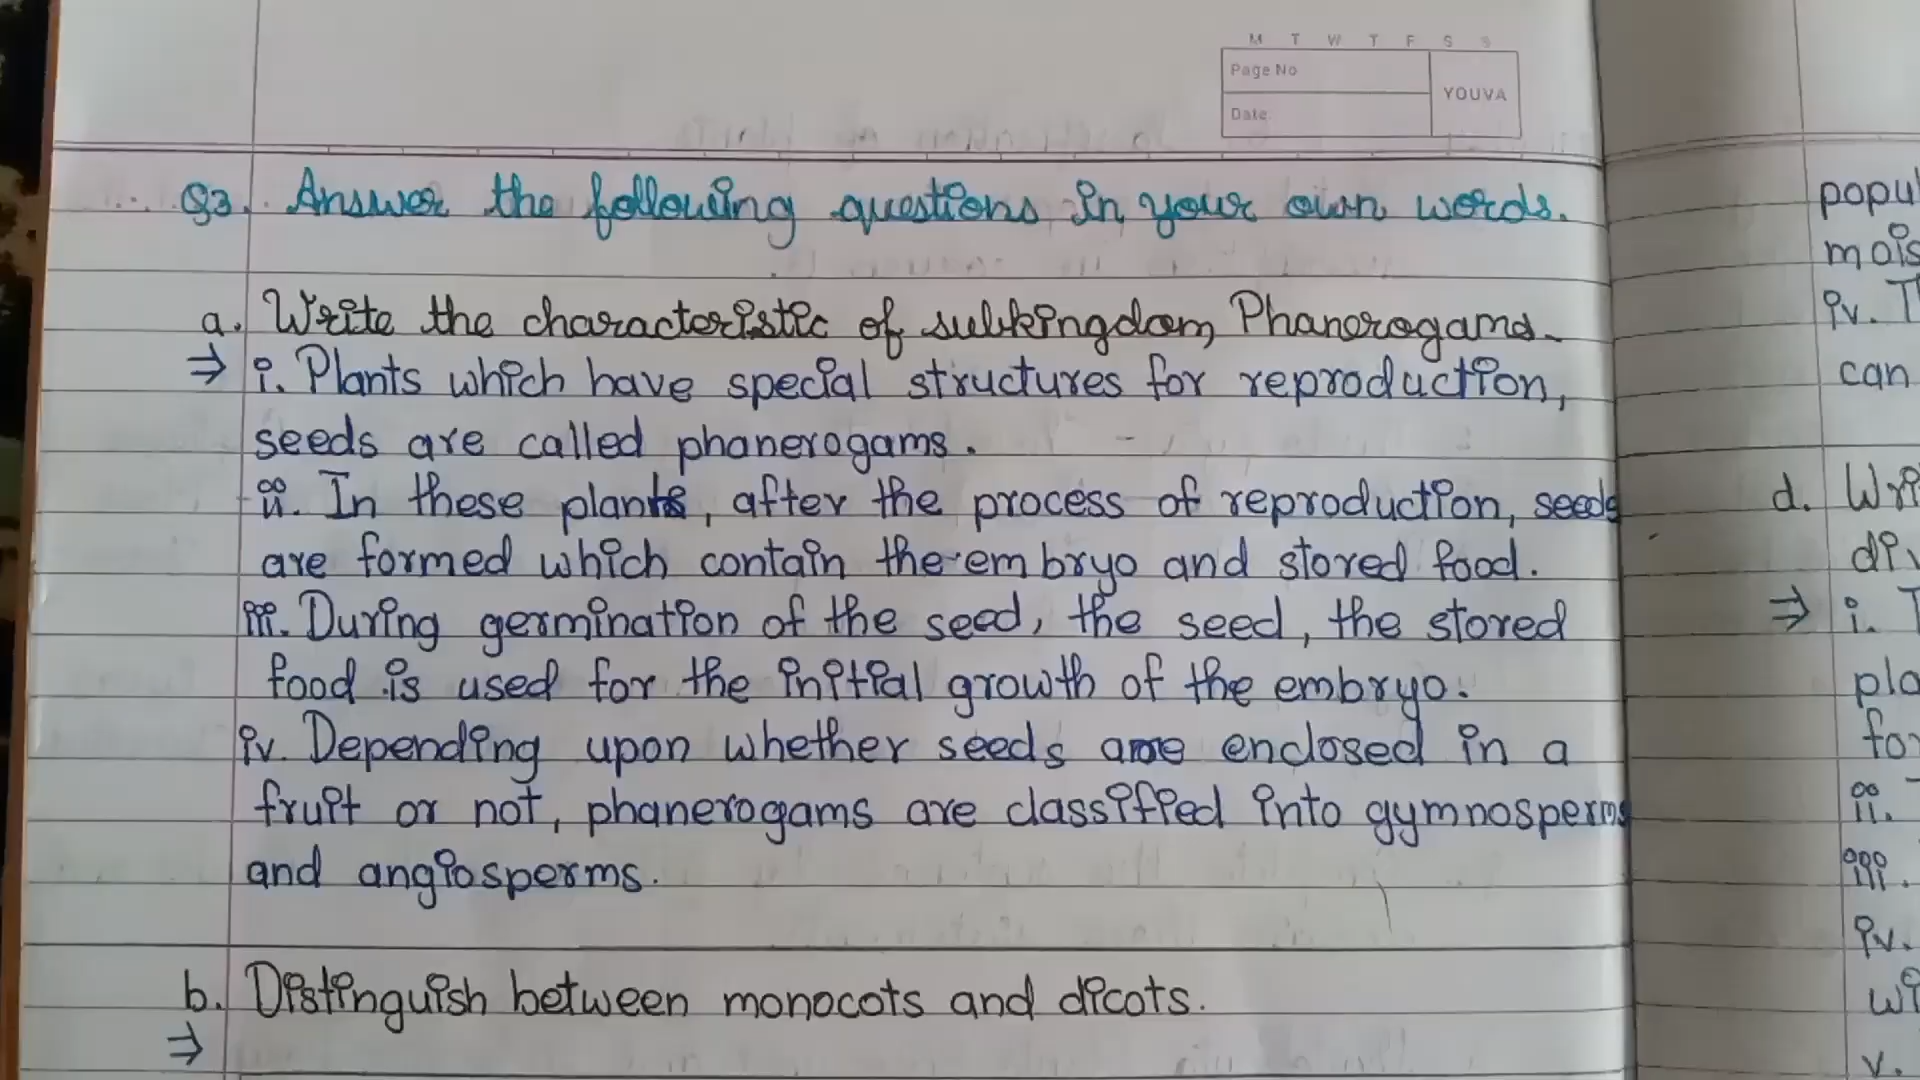 M T W T F S S
Page No
YOUVA
Date
Q3. Answer the following questions in your own words.
a. Write the characteristic of subkingdom Phanerogams.
⇒ i. Plants which have special structures for reproduction,
seeds are called phanerogams.
ii. In these plants, after the process of reproduction, seeds
are formed which contain the embryo and stored food.
iii. During germination of the seed, the seed, the stored
food is used for the initial growth of the embryo.
iv. Depending upon whether seeds are enclosed in a
fruit or not, phanerogams are classified into gymnosperms
and angiosperms.
b. Distinguish between monocots and dicots.
⇒
popul
mois
iv. T
can
d. Wri
div
⇒ i. T
pla
for
ii.
iii.
iv.
wi
v.